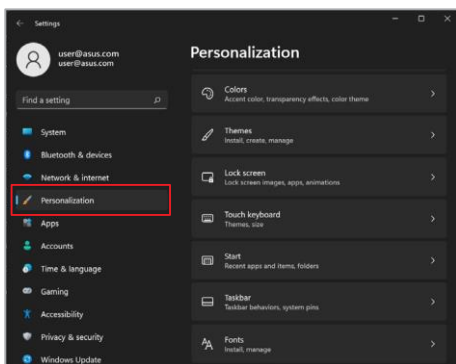 Settings
user@asus.com
user@asus.com
Find a setting
System
Bluetooth & devices
Network & internet
Personalization
Apps
Accounts
Time & language
Gaming
Accessibility
Privacy & security
Windows Update
Personalization
Colors
Accent color, transparency effects, color theme
Themes
Install, create, manage
Lock screen
Lock screen images, apps, animations
Touch keyboard
Themes, size
Start
Recent apps and items, folders
Taskbar
Taskbar behaviors, system pins
Fonts
Install, manage